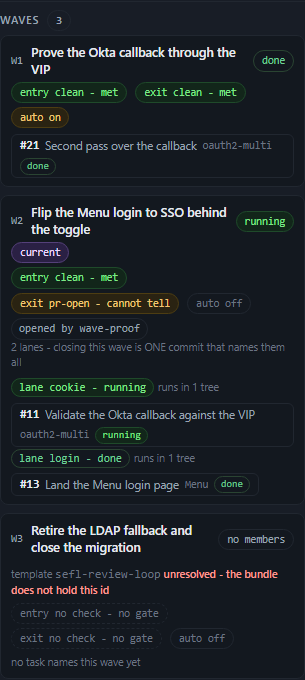 WAVES 3
W1 Prove the Okta callback through the VIP done
entry clean - met exit clean - met
auto on
#21 Second pass over the callback oauth2-multi
done
W2 Flip the Menu login to SSO behind the toggle running
current
entry clean - met
exit pr-open - cannot tell auto off
opened by wave-proof
2 lanes - closing this wave is ONE commit that names them
all
lane cookie - running runs in 1 tree
#11 Validate the Okta callback against the VIP
oauth2-multi running
lane login - done runs in 1 tree
#13 Land the Menu login page Menu done
W3 Retire the LDAP fallback and close the migration no members
template sefl-review-loop unresolved - the bundle
does not hold this id
entry no check - no gate
exit no check - no gate auto off
no task names this wave yet